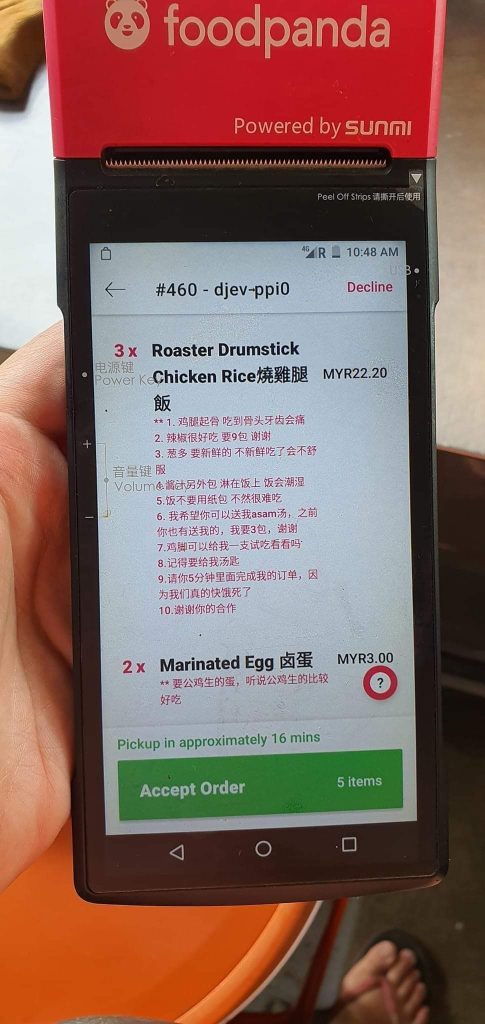 foodpanda
Powered by SUNMI
Peel Off Strips 请撕开后使用
4G R 10:48 AM
#460 - djev-ppi0
Decline
3 x Roaster Drumstick
Chicken Rice燒雞腿 MYR22.20
飯
电源键
Power Key
** 1. 鸡腿起骨 吃到骨头牙齿会痛
2. 辣椒很好吃 要9包 谢谢
3. 葱多 要新鲜的 不新鲜吃了会不舒
服
音量键
Volume
4.酱汁另外包 淋在饭上 饭会潮湿
5.饭不要用纸包 不然很难吃
6. 我希望你可以送我asam汤，之前
你也有送我的，我要3包，谢谢
7.鸡脚可以给我一支试吃看看吗
8.记得要给我汤匙
9.请你5分钟里面完成我的订单，因
为我们真的快饿死了
10.谢谢你的合作
2 x Marinated Egg 卤蛋 MYR3.00
** 要公鸡生的蛋，听说公鸡生的比较
好吃
?
Pickup in approximately 16 mins
Accept Order 5 items